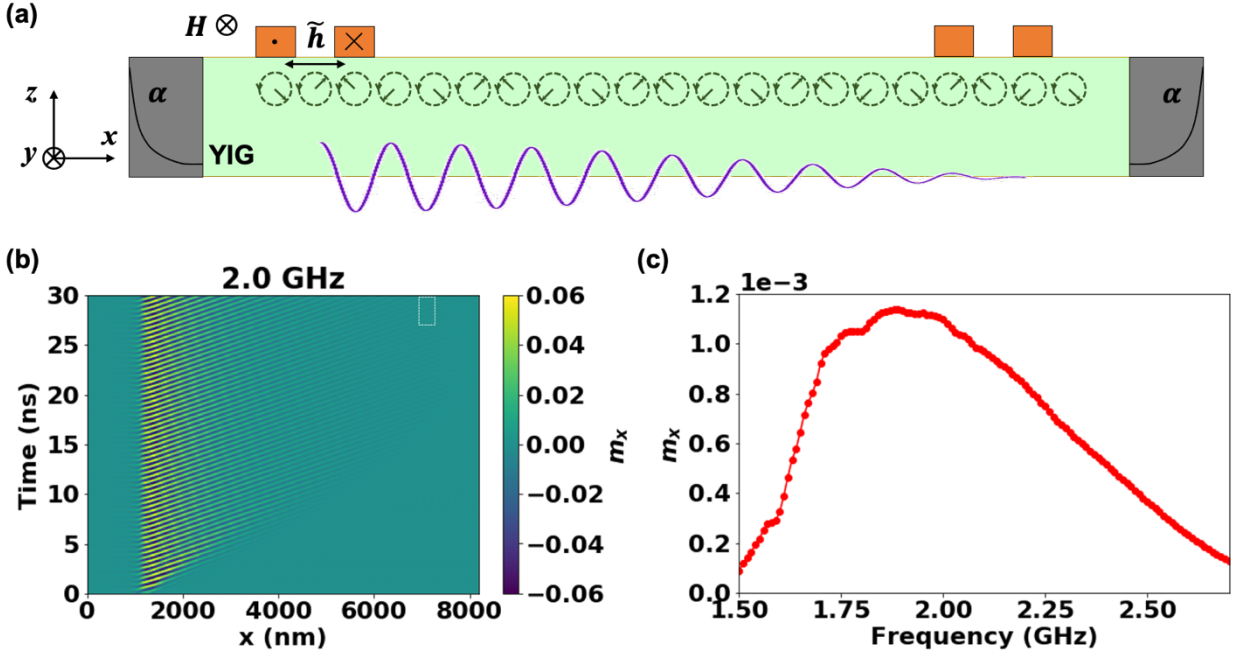 (a)
H ⊗
h̃
α
α
z
x
y
YIG
(b)
2.0 GHz
30
25
20
15
10
5
0
Time (ns)
0 2000 4000 6000 8000
x (nm)
0.06
0.04
0.02
0.00
−0.02
−0.04
−0.06
mₓ
(c)
1e−3
1.2
1.0
0.8
0.6
0.4
0.2
0.0
mₓ
1.50 1.75 2.00 2.25 2.50
Frequency (GHz)